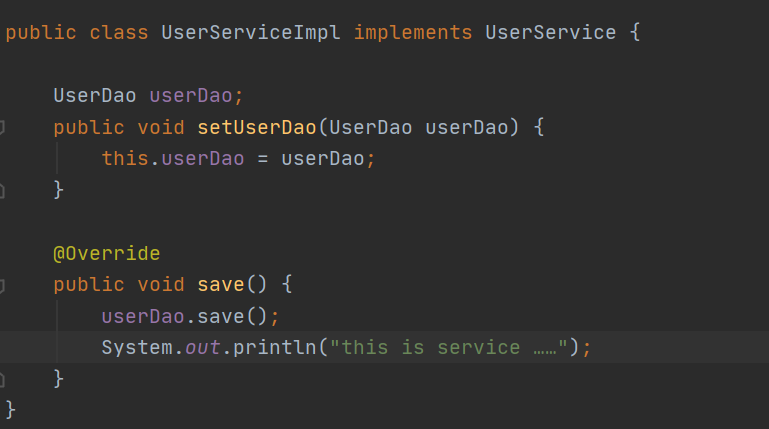 public class UserServiceImpl implements UserService {
UserDao userDao;
public void setUserDao(UserDao userDao) {
this.userDao = userDao;
}
@Override
public void save() {
userDao.save();
System.out.println("this is service ……");
}
}